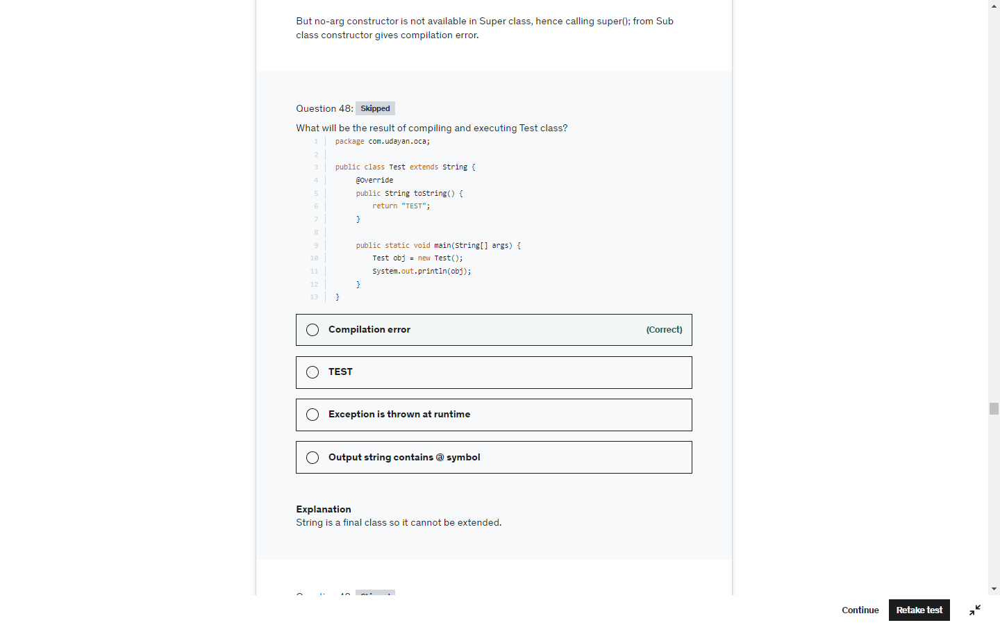 But no-arg constructor is not available in Super class, hence calling super(); from Sub
class constructor gives compilation error.
Question 48: Skipped
What will be the result of compiling and executing Test class?
1 package com.udayan.oca;
2
3 public class Test extends String {
4 @Override
5 public String toString() {
6 return "TEST";
7 }
8
9 public static void main(String[] args) {
10 Test obj = new Test();
11 System.out.println(obj);
12 }
13 }
Compilation error (Correct)
TEST
Exception is thrown at runtime
Output string contains @ symbol
Explanation
String is a final class so it cannot be extended.
Continue Retake test